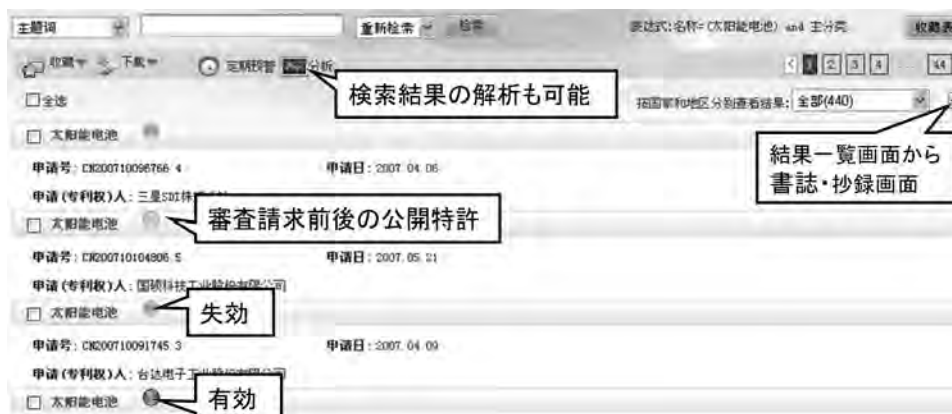 主题词 重新检索 检索 表达式:名称=(太阳能电池) and 主分类 收藏表
收藏 下载 定期预警 分析 < 1 2 3 4 ... 44
检索結果の解析も可能
全选 按国家和地区分别查看结果: 全部(440)
太阳能电池
結果一覧画面から
書誌・抄録画面
申请号: CN200710096766.4 申请日: 2007.04.06
申请(专利权)人: 三星SDI株
太阳能电池
審査請求前後の公開特許
申请号: CN200710104806.5 申请日: 2007.05.21
申请(专利权)人: 国硕科技工业股份有限公司
太阳能电池
失効
申请号: CN200710091745.3 申请日: 2007.04.09
申请(专利权)人: 台达电子工业股份有限公司
太阳能电池
有効